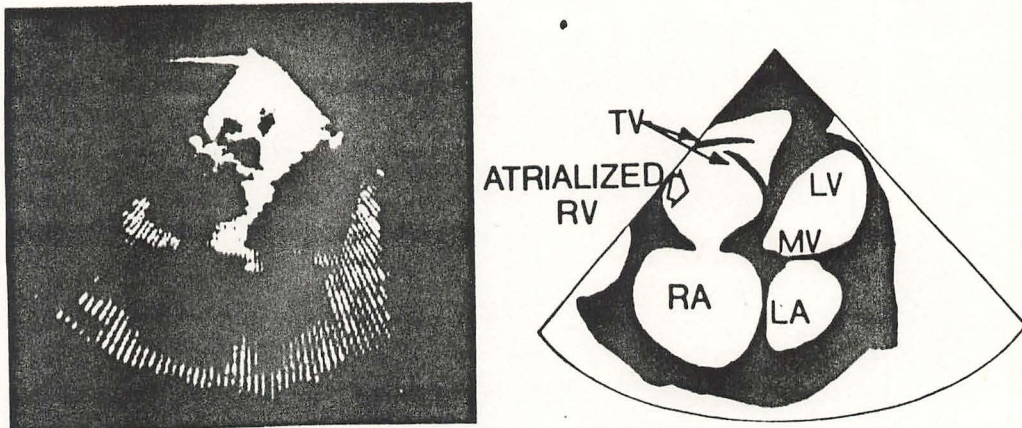 TV
ATRIALIZED
RV
LV
MV
RA
LA